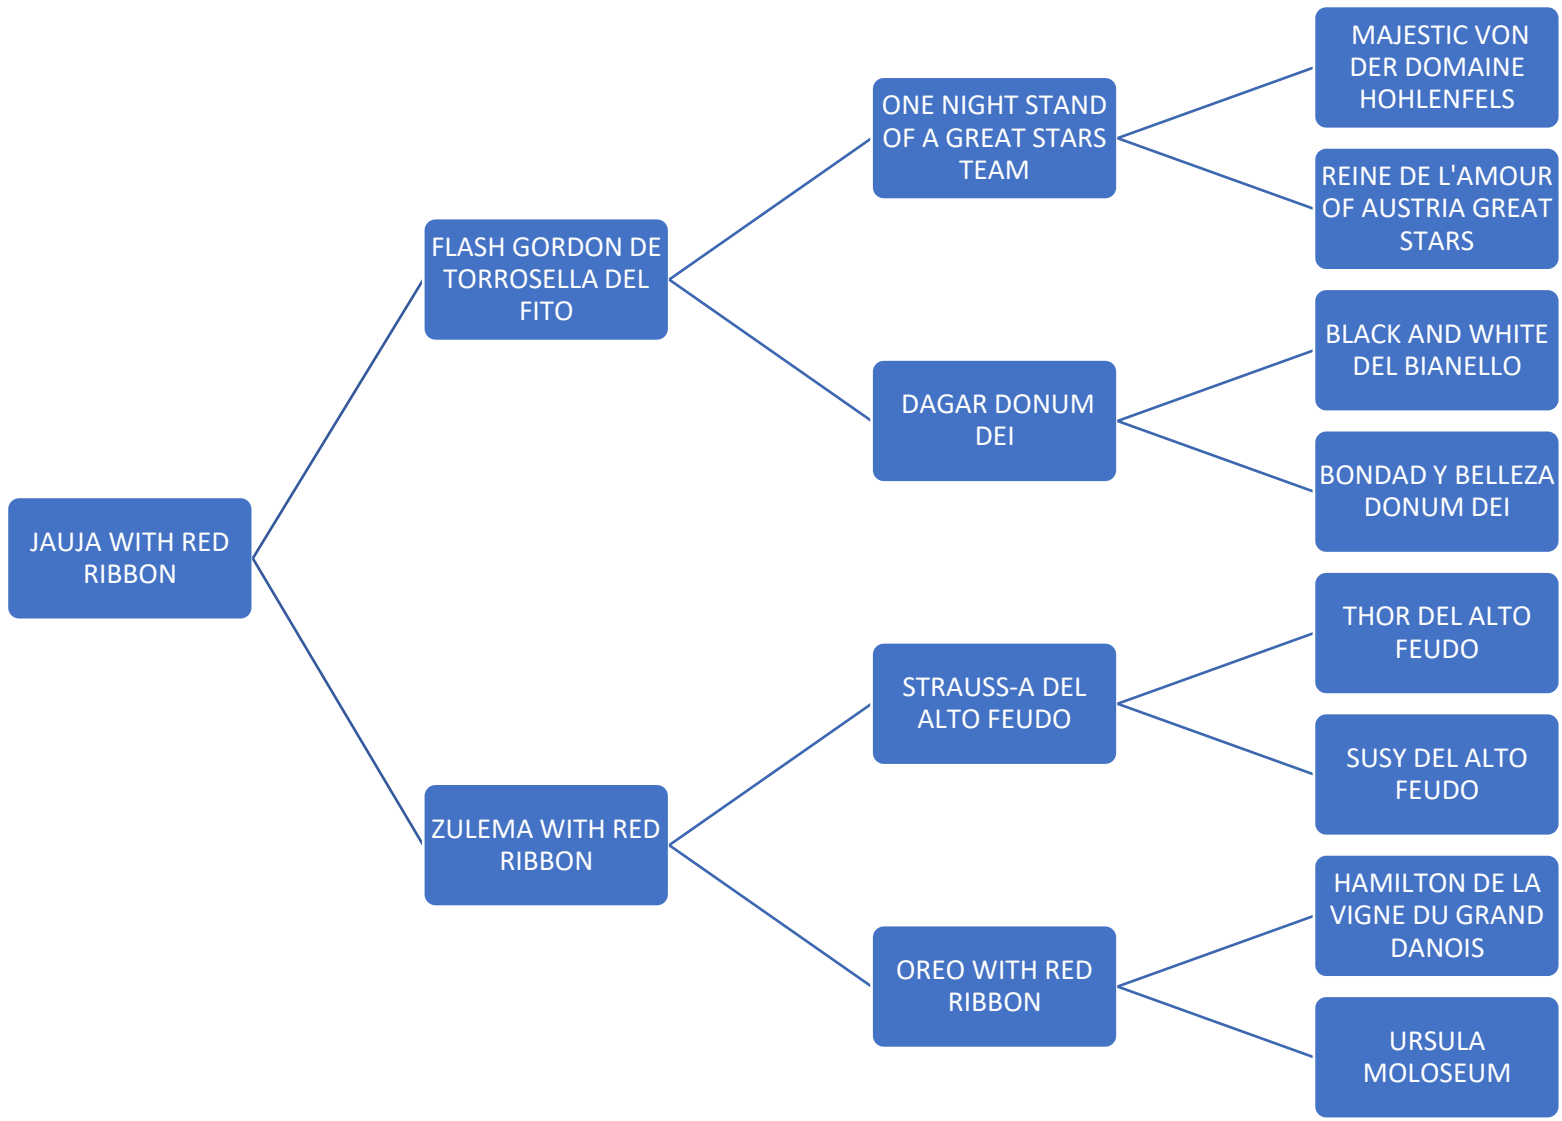 JAUJA WITH RED
RIBBON
FLASH GORDON DE
TORROSELLA DEL
FITO
ZULEMA WITH RED
RIBBON
ONE NIGHT STAND
OF A GREAT STARS
TEAM
DAGAR DONUM
DEI
STRAUSS-A DEL
ALTO FEUDO
OREO WITH RED
RIBBON
MAJESTIC VON
DER DOMAINE
HOHLENFELS
REINE DE L'AMOUR
OF AUSTRIA GREAT
STARS
BLACK AND WHITE
DEL BIANELLO
BONDAD Y BELLEZA
DONUM DEI
THOR DEL ALTO
FEUDO
SUSY DEL ALTO
FEUDO
HAMILTON DE LA
VIGNE DU GRAND
DANOIS
URSULA
MOLOSEUM